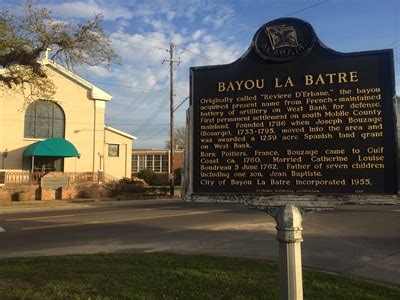 BAYOU LA BATRE
Originally called "Reviere D'Erbane," the bayou
acquired present name from French-maintained
battery of artillery on West Bank for defense.
First permanent settlement on south Mobile County
mainland. Founded 1786 when Joseph Bouzage
(Bosarge), 1733-1795, moved into the area and
was awarded a 1259 acre Spanish land grant
on West Bank.
Born Poitiers, France, Bouzage came to Gulf
Coast ca. 1760. Married Catherine Louise
Boudreau 5 June 1762. Father of seven children
including one son, Jean Baptiste.
City of Bayou La Batre incorporated 1955.